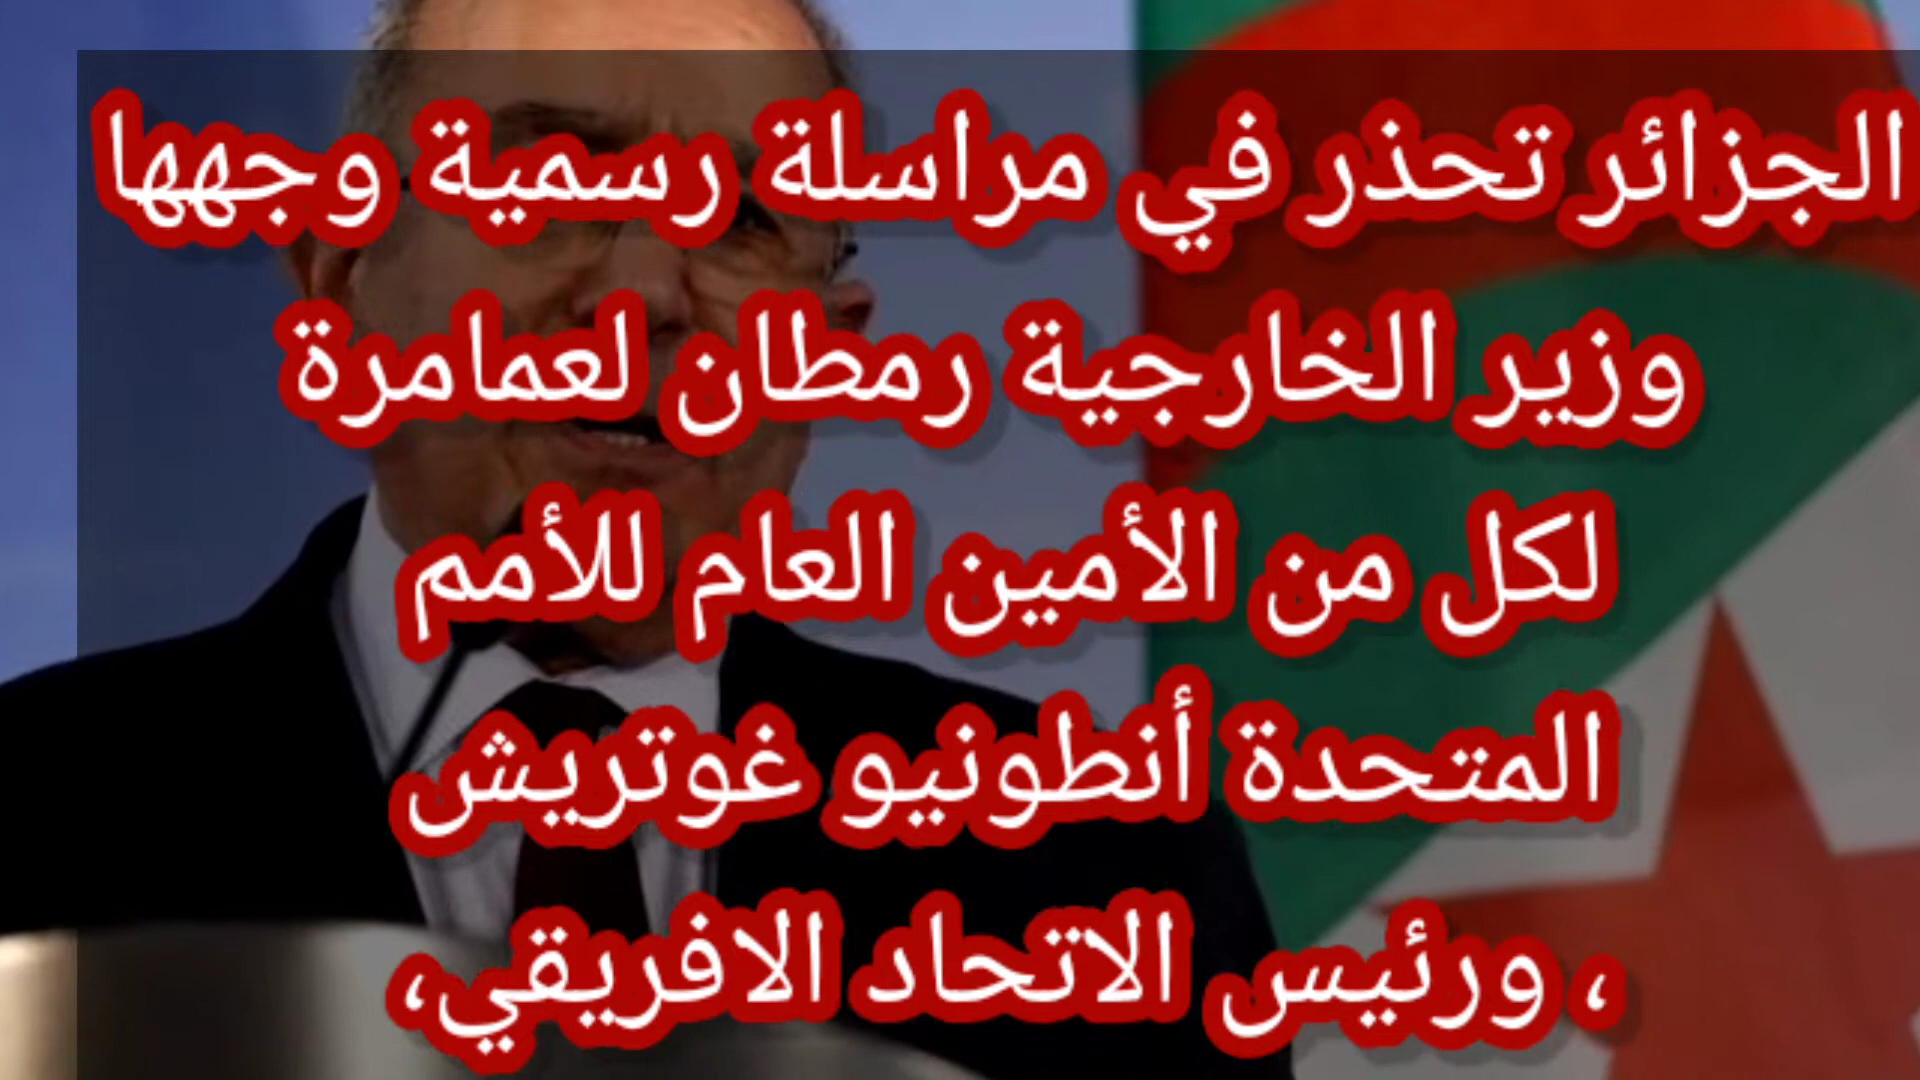 الجزائر تحذر في مراسلة رسمية وجهها
وزير الخارجية رمطان لعمامرة
لكل من الأمين العام للأمم
المتحدة أنطونيو غوتريش
، ورئيس الاتحاد الافريقي،